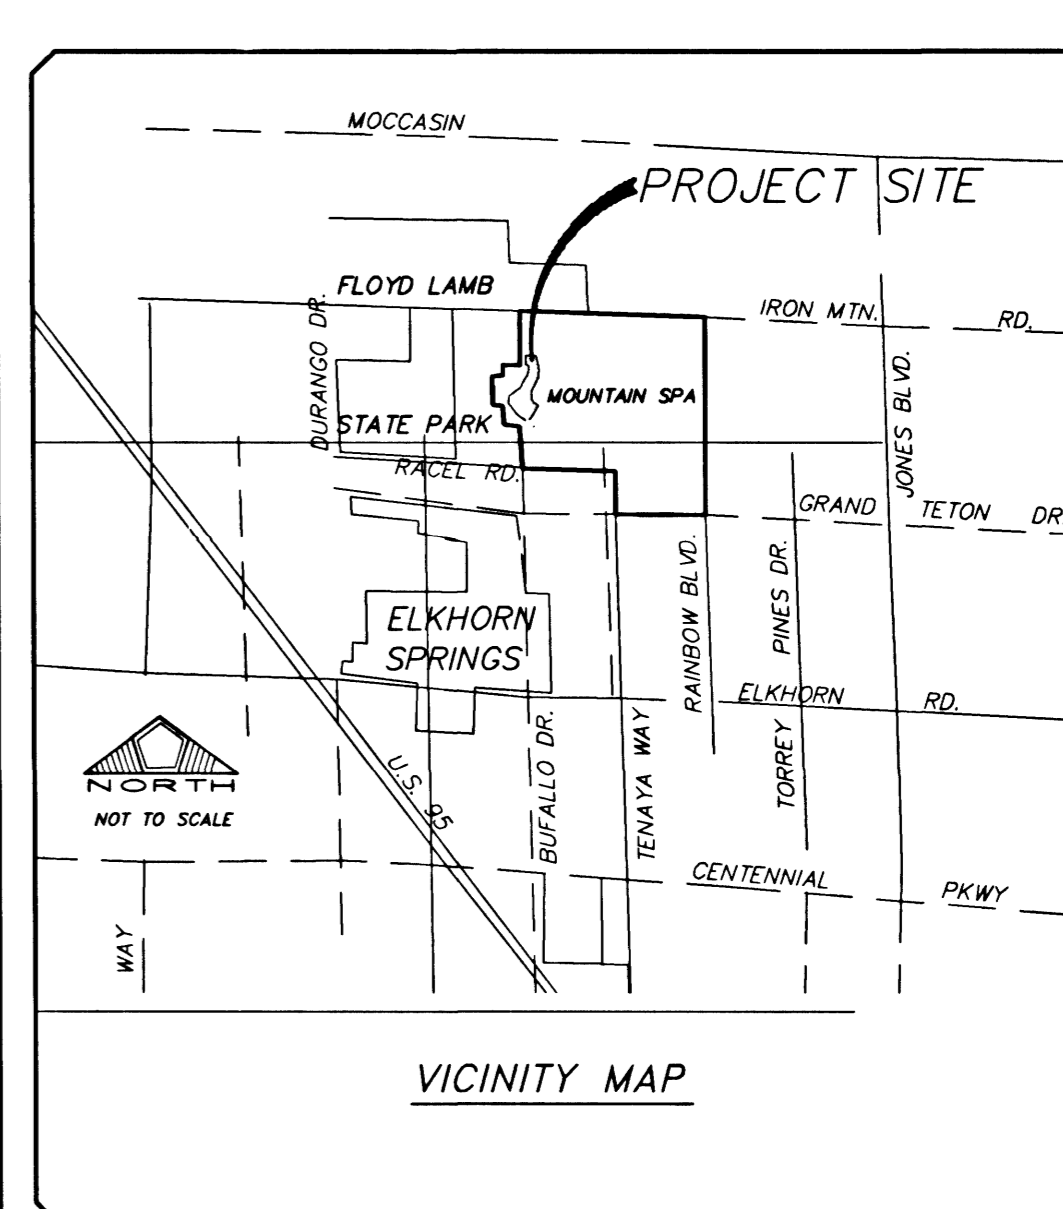 MOCCASIN
PROJECT SITE
FLOYD LAMB
IRON MTN. RD.
DURANGO DR.
MOUNTAIN SPA
JONES BLVD.
STATE PARK
RACEL RD.
GRAND TETON DR
RAINBOW BLVD.
TORREY PINES DR.
ELKHORN
SPRINGS
ELKHORN RD.
NORTH
NOT TO SCALE
U.S. 95
BUFALLO DR.
TENAYA WAY
CENTENNIAL PKWY
WAY
VICINITY MAP